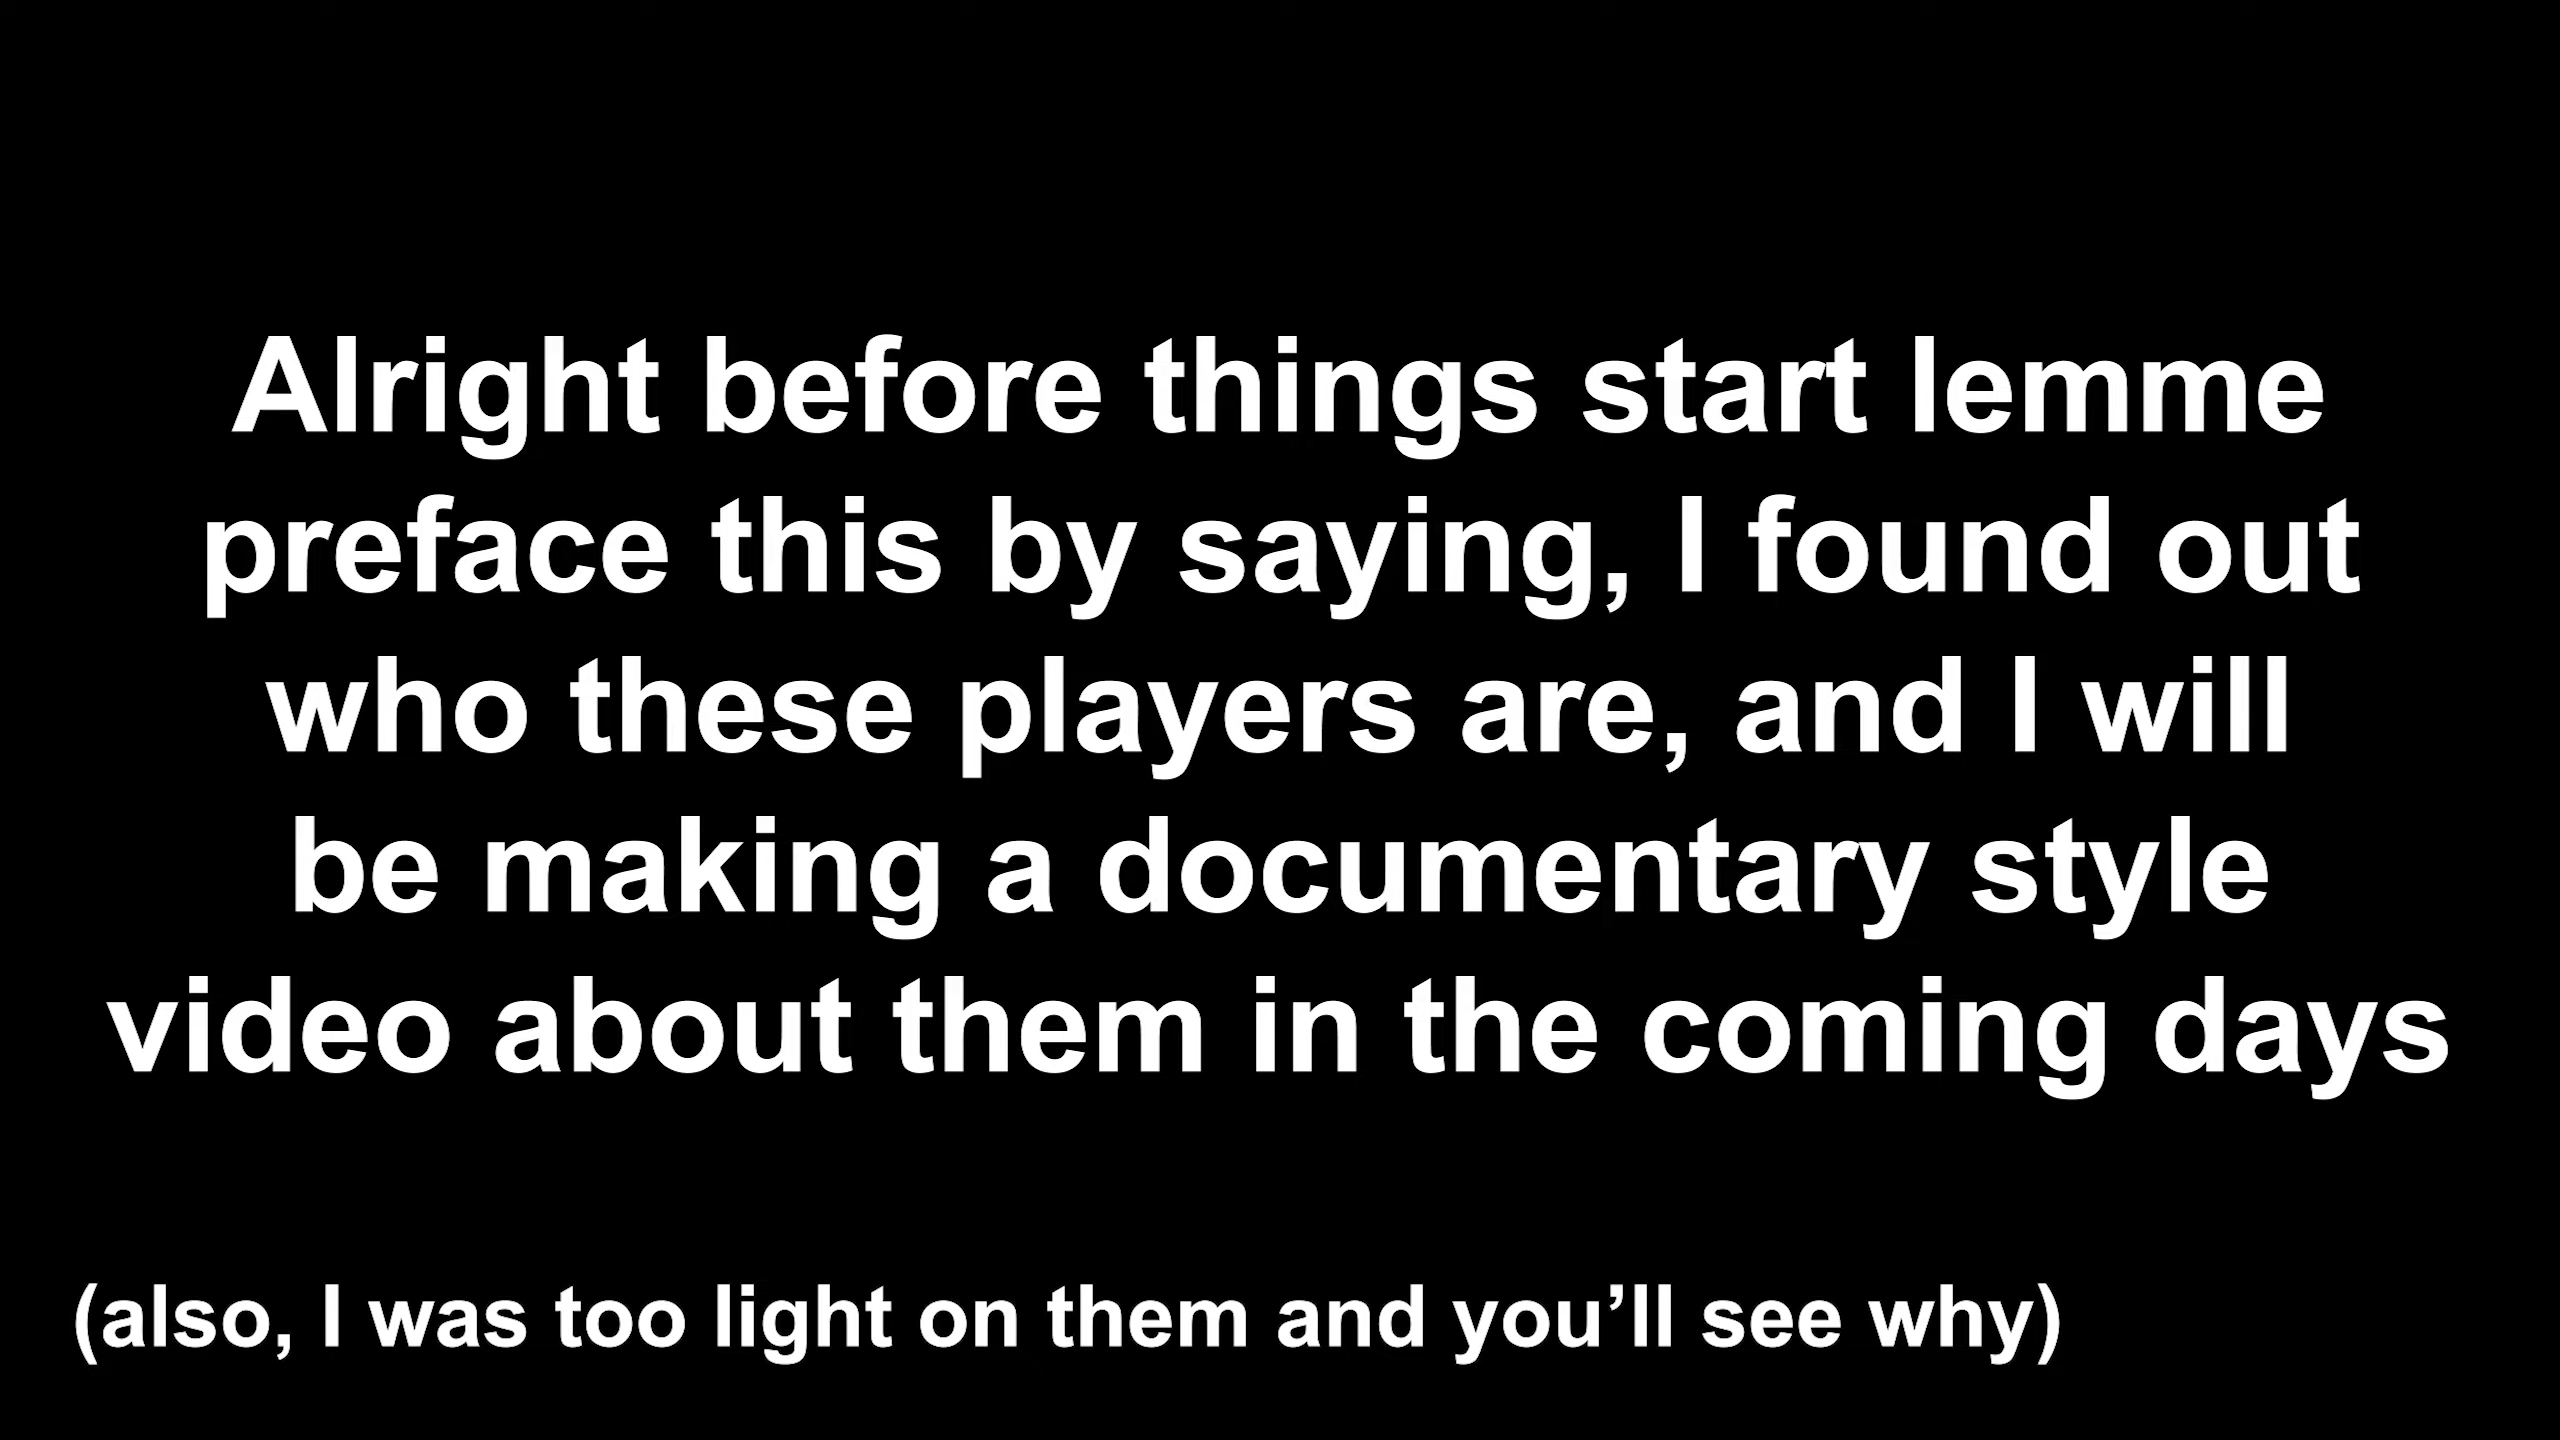 Alright before things start lemme
preface this by saying, I found out
who these players are, and I will
be making a documentary style
video about them in the coming days
(also, I was too light on them and you’ll see why)